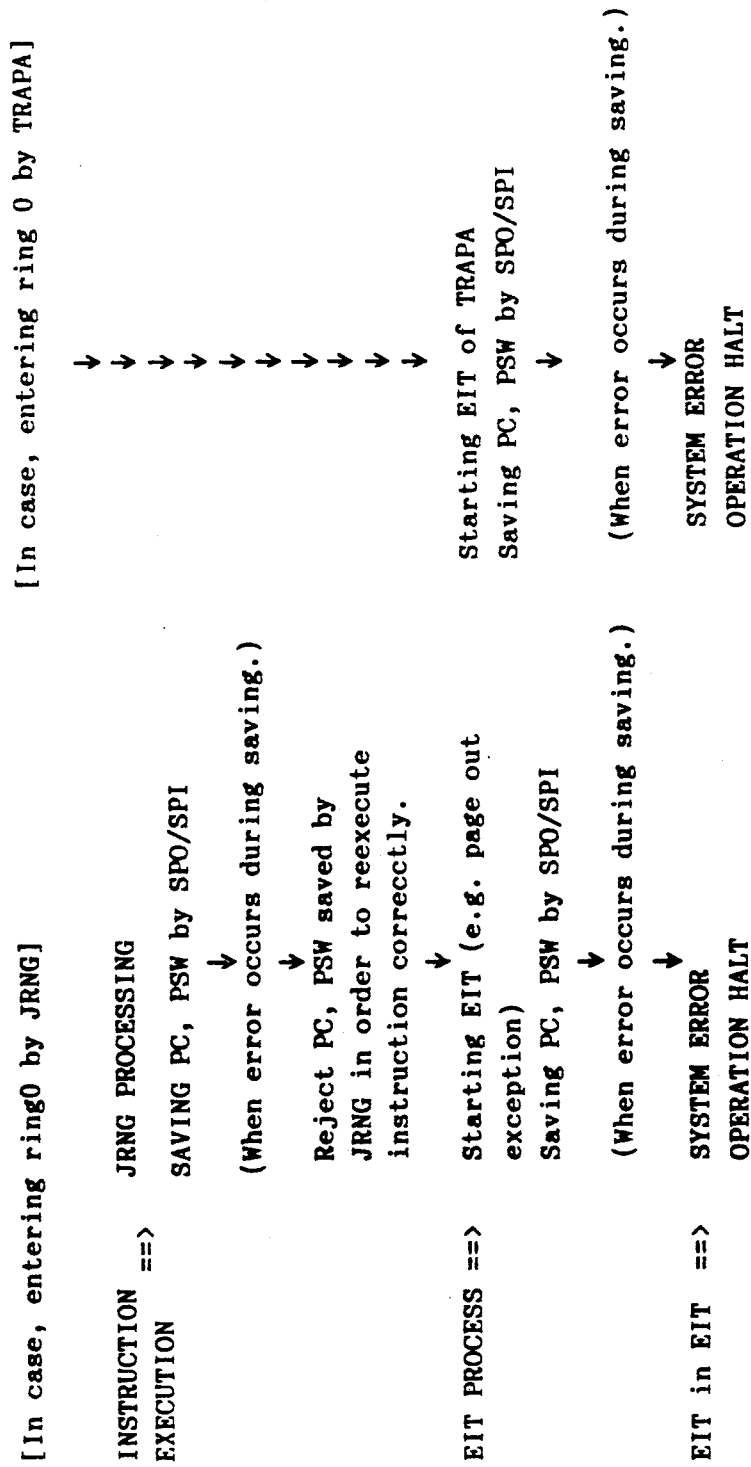 [In case, entering ring0 by JRNG]
[In case, entering ring 0 by TRAPA]
INSTRUCTION ==>
EXECUTION
JRNG PROCESSING
SAVING PC, PSW by SPO/SPI
(When error occurs during saving.)
Reject PC, PSW saved by
JRNG in order to reexecute
instruction correcctly.
EIT PROCESS ==>
Starting EIT (e.g. page out
exception)
Saving PC, PSW by SPO/SPI
Starting EIT of TRAPA
Saving PC, PSW by SPO/SPI
(When error occurs during saving.)
(When error occurs during saving.)
EIT in EIT ==>
SYSTEM ERROR
OPERATION HALT
SYSTEM ERROR
OPERATION HALT